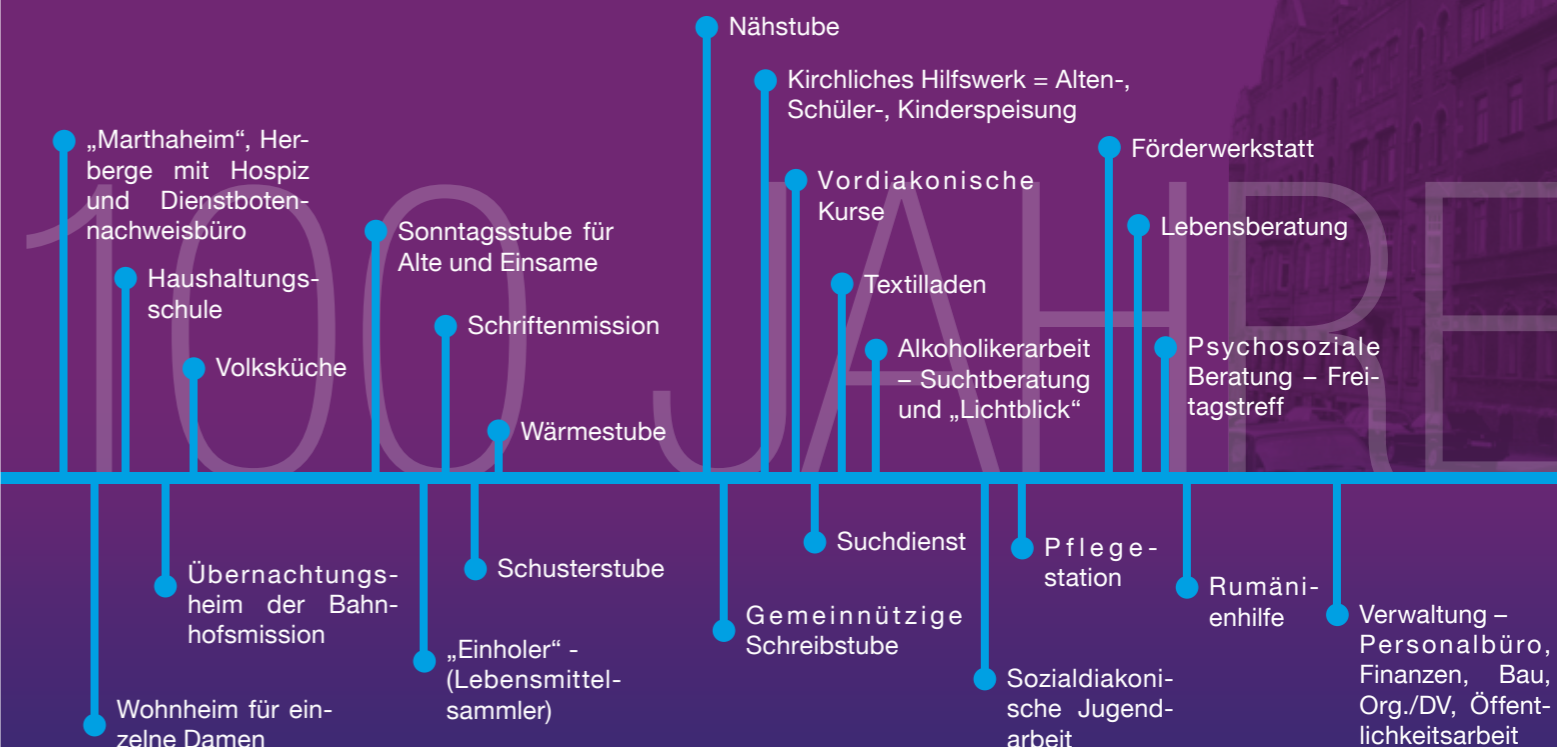 Nähstube
Kirchliches Hilfswerk = Alten-,
Schüler-, Kinderspeisung
„Marthaheim“, Her-
berge mit Hospiz
und Dienstboten-
nachweisbüro
Förderwerkstatt
Vordiakonische
Kurse
Sonntagsstube für
Alte und Einsame
Lebensberatung
Haushaltungs-
schule
Textilladen
Schriftenmission
Alkoholikerarbeit
– Suchtberatung
und „Lichtblick“
Psychosoziale
Beratung – Frei-
tagstreff
Volksküche
Wärmestube
100 JAHRE
Suchdienst
Pflege-
station
Schusterstube
Übernachtungs-
heim der Bahn-
hofsmission
Rumäni-
enhilfe
Gemeinnützige
Schreibstube
Verwaltung –
Personalbüro,
Finanzen, Bau,
Org./DV, Öffent-
lichkeitsarbeit
„Einholer“ -
(Lebensmittel-
sammler)
Sozialdiakoni-
sche Jugend-
arbeit
Wohnheim für ein-
zelne Damen